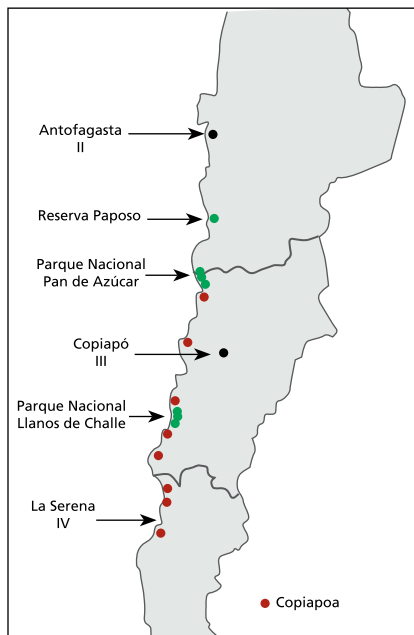 Antofagasta
II
Reserva Paposo
Parque Nacional
Pan de Azúcar
Copiapó
III
Parque Nacional
Llanos de Challe
La Serena
IV
Copiapoa